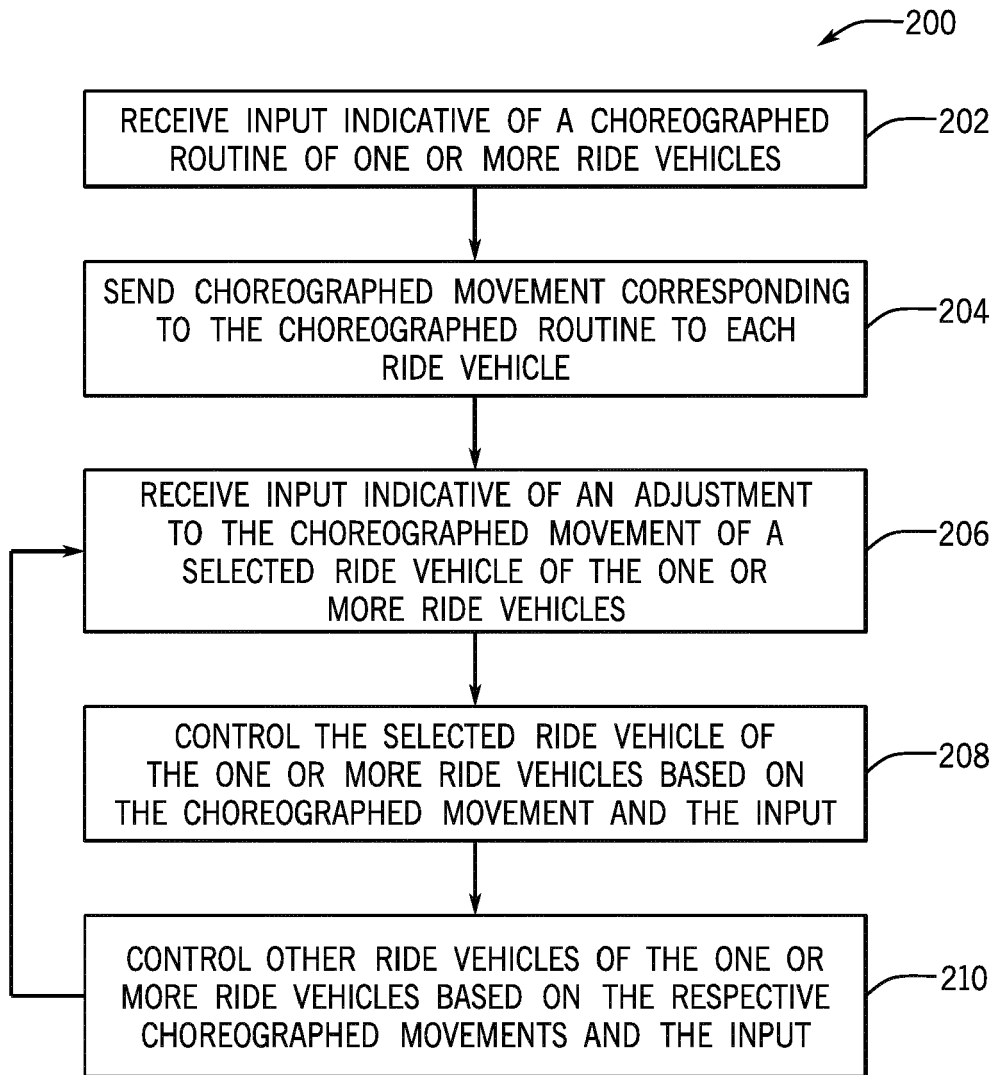 200
RECEIVE INPUT INDICATIVE OF A CHOREOGRAPHED
ROUTINE OF ONE OR MORE RIDE VEHICLES
202
SEND CHOREOGRAPHED MOVEMENT CORRESPONDING
TO THE CHOREOGRAPHED ROUTINE TO EACH
RIDE VEHICLE
204
RECEIVE INPUT INDICATIVE OF AN ADJUSTMENT
TO THE CHOREOGRAPHED MOVEMENT OF A
SELECTED RIDE VEHICLE OF THE ONE OR
MORE RIDE VEHICLES
206
CONTROL THE SELECTED RIDE VEHICLE OF
THE ONE OR MORE RIDE VEHICLES BASED ON
THE CHOREOGRAPHED MOVEMENT AND THE INPUT
208
CONTROL OTHER RIDE VEHICLES OF THE ONE OR
MORE RIDE VEHICLES BASED ON THE RESPECTIVE
CHOREOGRAPHED MOVEMENTS AND THE INPUT
210